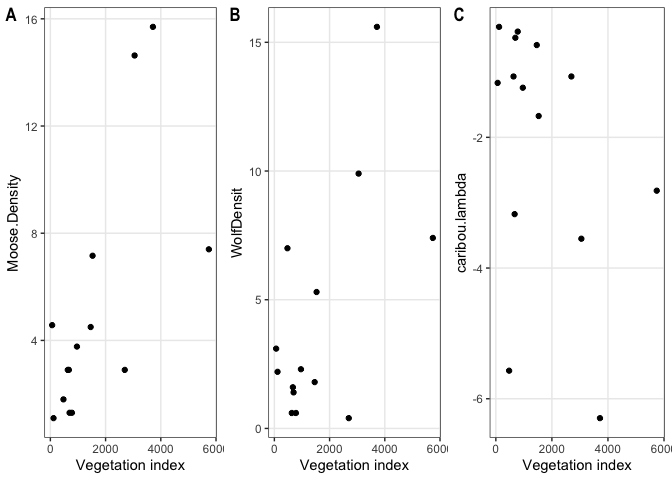 A
B
C
Moose.Density
16
12
8
4
0
2000
4000
6000
Vegetation index
WolfDensit
15
10
5
0
0
2000
4000
600
Vegetation index
caribou.lambda
-2
-4
-6
0
2000
4000
600
Vegetation index